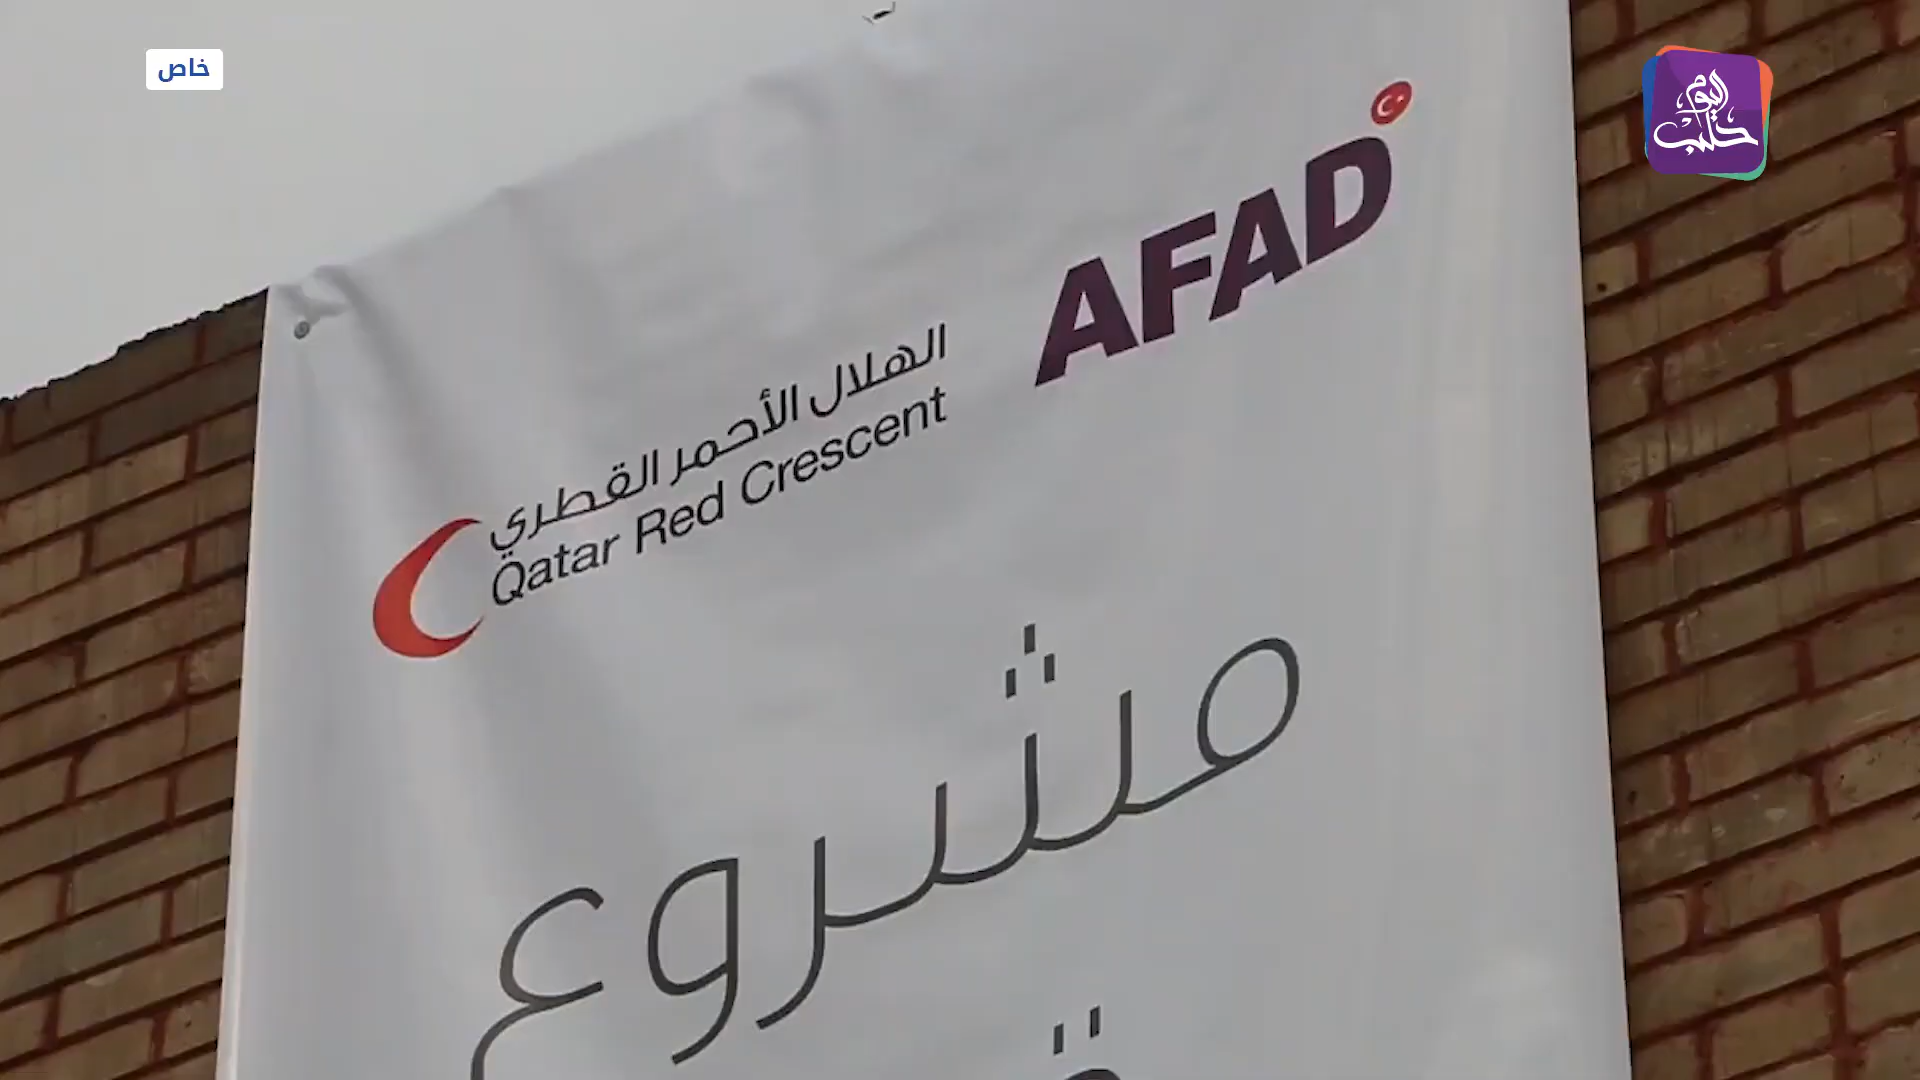 خاص
حلب اليوم
AFAD
الهلال الأحمر القطري
Qatar Red Crescent
مشروع